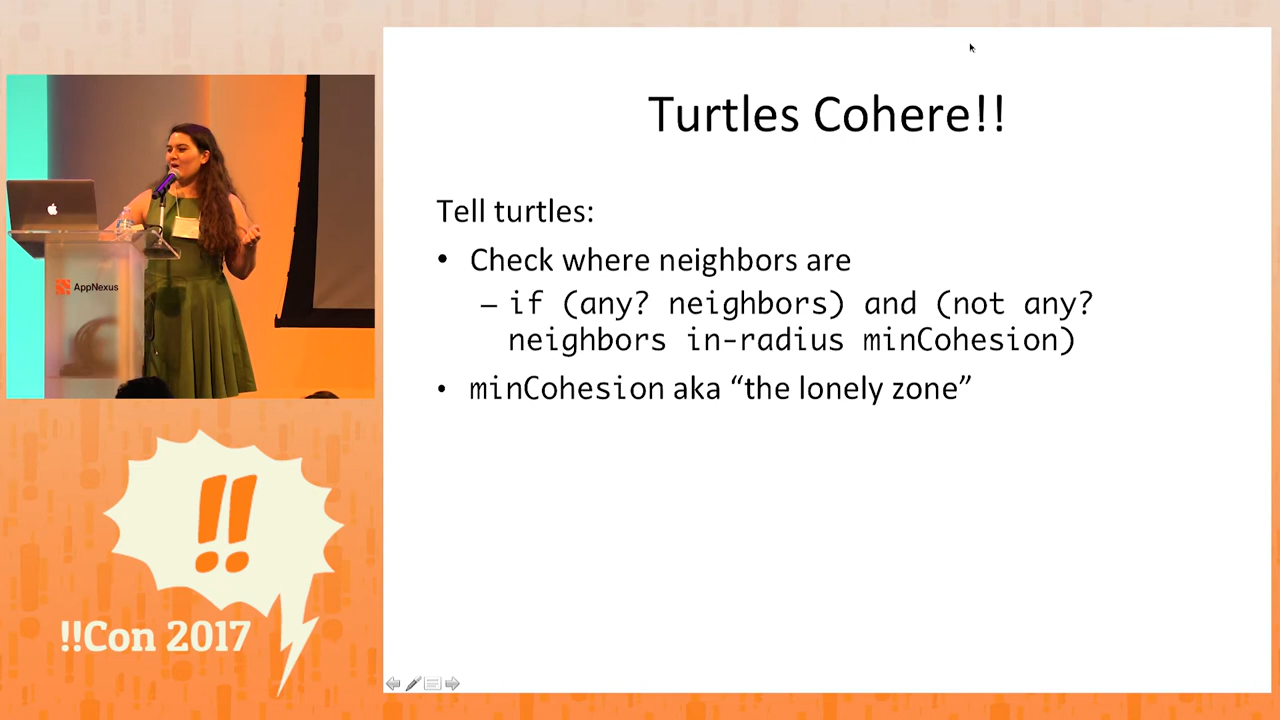 Turtles Cohere!!
Tell turtles:
• Check where neighbors are
– if (any? neighbors) and (not any?
neighbors in-radius minCohesion)
• minCohesion aka “the lonely zone”
AppNexus
!!
!!Con 2017